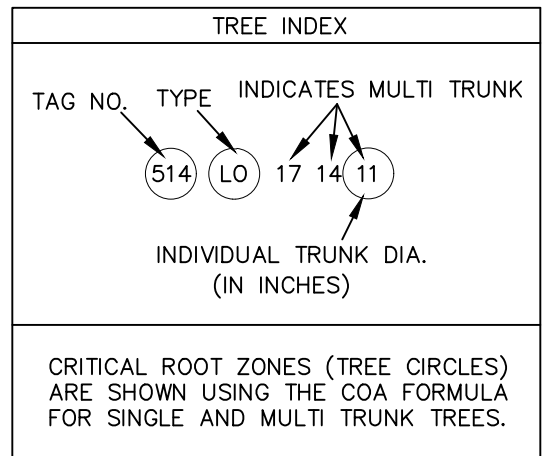 TREE INDEX
TAG NO. TYPE INDICATES MULTI TRUNK
514 LO 17 14 11
INDIVIDUAL TRUNK DIA.
(IN INCHES)
CRITICAL ROOT ZONES (TREE CIRCLES)
ARE SHOWN USING THE COA FORMULA
FOR SINGLE AND MULTI TRUNK TREES.